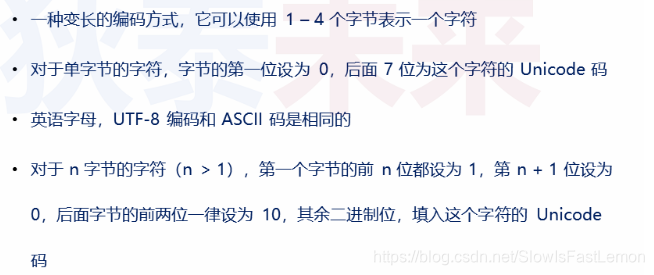 • 一种变长的编码方式，它可以使用 1 – 4 个字节表示一个字符
• 对于单字节的字符，字节的第一位设为 0，后面 7 位为这个字符的 Unicode 码
• 英语字母，UTF-8 编码和 ASCII 码是相同的
• 对于 n 字节的字符（n > 1），第一个字节的前 n 位都设为 1，第 n + 1 位设为
0，后面字节的前两位一律设为 10，其余二进制位，填入这个字符的 Unicode
码
狄泰未来
https://blog.csdn.net/SlowIsFastLemon